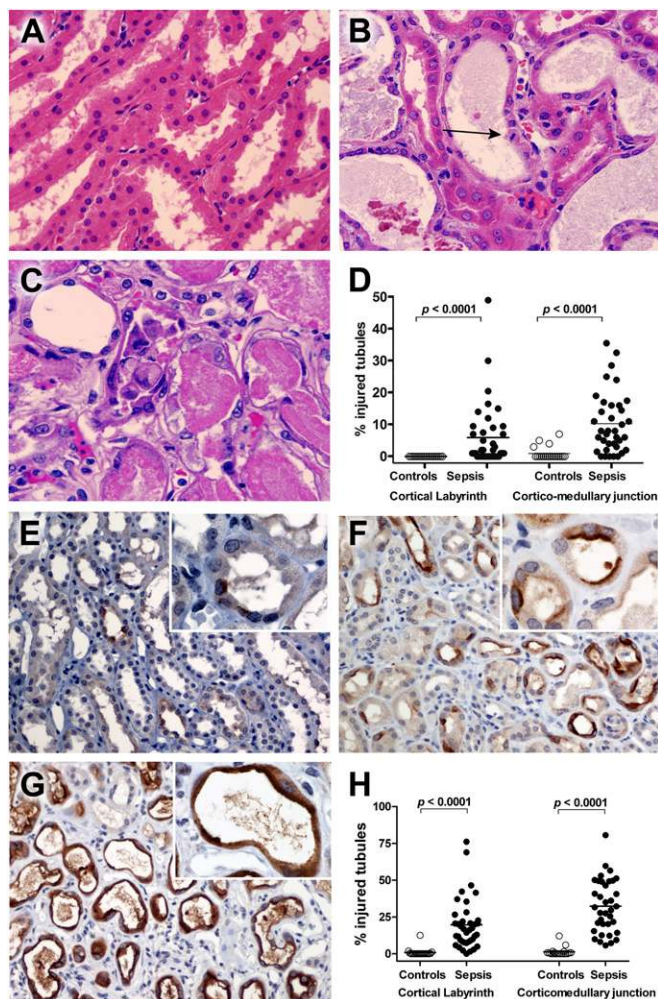 A
B
C
D
50
40
30
20
10
0
% injured tubules
p < 0.0001
p < 0.0001
Controls Sepsis Controls Sepsis
Cortical Labyrinth Cortico-medullary junction
E
F
G
H
100
75
50
25
0
% injured tubules
p < 0.0001
p < 0.0001
Controls Sepsis Controls Sepsis
Cortical Labyrinth Corticomedullary junction